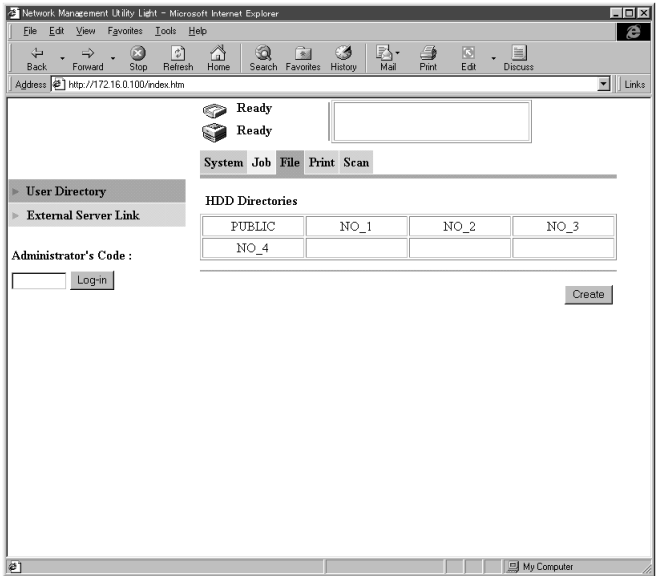 Network Management Utility Light - Microsoft Internet Explorer
File Edit View Favorites Tools Help
Back Forward Stop Refresh Home Search Favorites History Mail Print Edit Discuss
Address http://172.16.0.100/index.htm Links
Ready
Ready
System Job File Print Scan
User Directory
External Server Link
Administrator's Code :
Log-in
HDD Directories
PUBLIC NO_1 NO_2 NO_3
NO_4
Create
My Computer